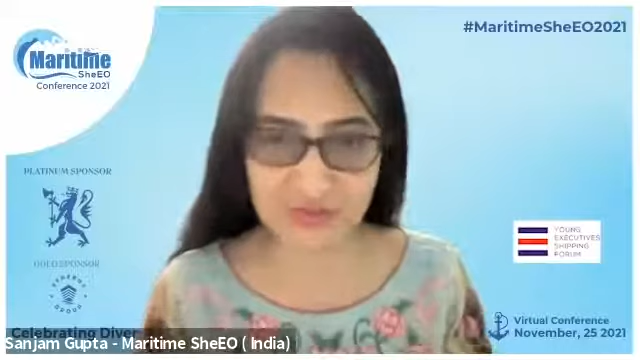 #MaritimeSheEO2021
Maritime
SheEO
Conference 2021
PLATINUM SPONSOR
GOLD SPONSOR
YOUNG
EXECUTIVES
SHIPPING
FORUM
Virtual Conference
November, 25 2021
Celebrating Diver
Sanjam Gupta - Maritime SheEO ( India)